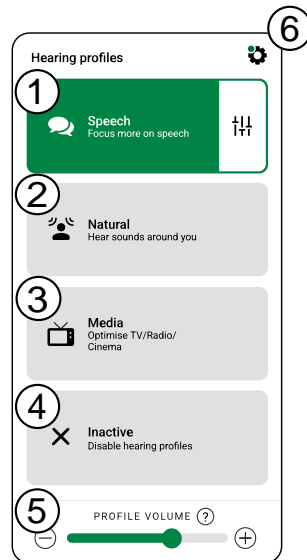 6
Hearing profiles
1
Speech
Focus more on speech
2
Natural
Hear sounds around you
3
Media
Optimise TV/Radio/
Cinema
4
Inactive
Disable hearing profiles
5
PROFILE VOLUME ?